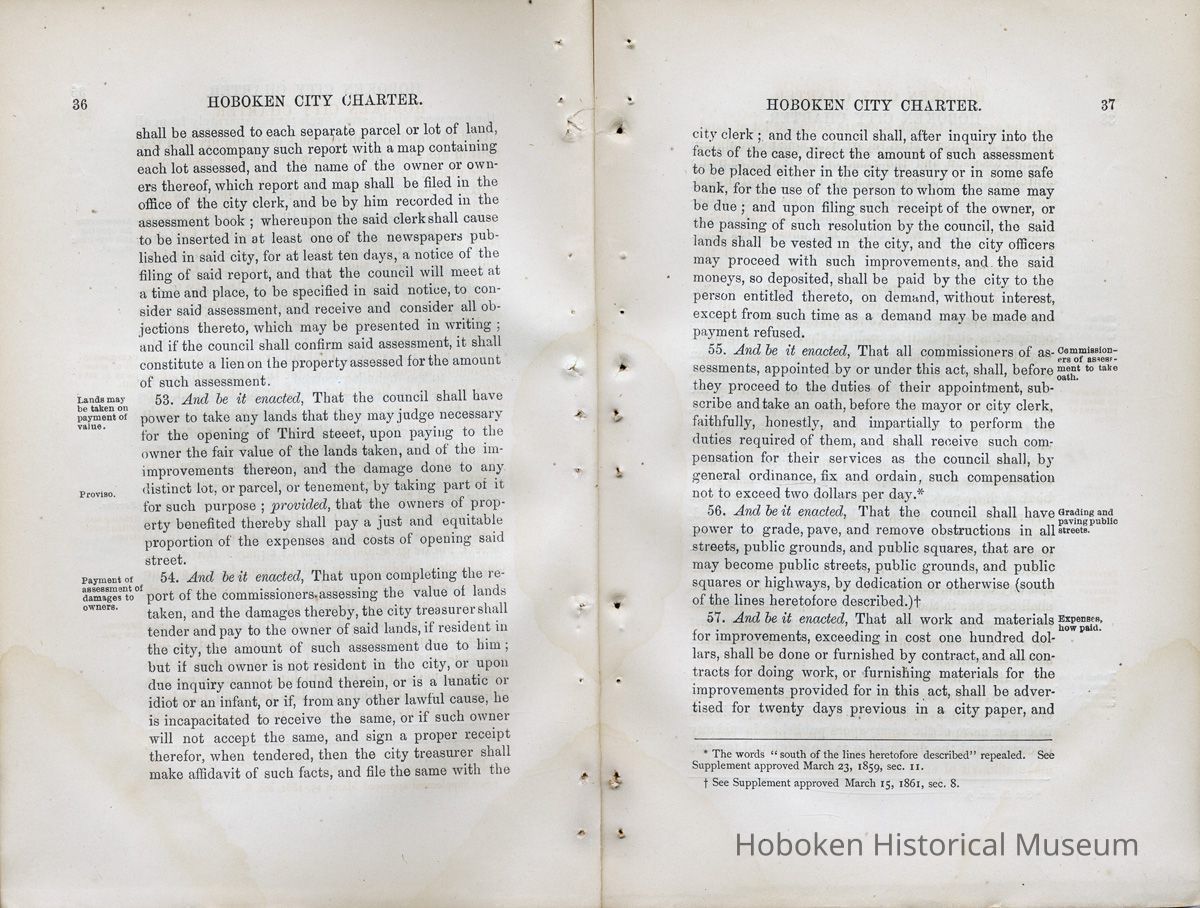 36
HOBOKEN CITY CHARTER.
shall be assessed to each separate parcel or lot of land,
and shall accompany such report with a map containing
each lot assessed, and the name of the owner or own-
ers thereof, which report and map shall be filed in the
office of the city clerk, and be by him recorded in the
assessment book ; whereupon the said clerk shall cause
to be inserted in at least one of the newspapers pub-
lished in said city, for at least ten days, a notice of the
filing of said report, and that the council will meet at
a time and place, to be specified in said notice, to con-
sider said assessment, and receive and consider all ob-
jections thereto, which may be presented in writing ;
and if the council shall confirm said assessment, it shall
constitute a lien on the property assessed for the amount
of such assessment.
Lands may
be taken on
payment of
value.
53. And be it enacted, That the council shall have
power to take any lands that they may judge necessary
for the opening of Third steeet, upon paying to the
owner the fair value of the lands taken, and of the im-
improvements thereon, and the damage done to any
Proviso.
distinct lot, or parcel, or tenement, by taking part of it
for such purpose ; provided, that the owners of prop-
erty benefited thereby shall pay a just and equitable
proportion of the expenses and costs of opening said
street.
Payment of
assessment of
damages to
owners.
54. And be it enacted, That upon completing the re-
port of the commissioners assessing the value of lands
taken, and the damages thereby, the city treasurer shall
tender and pay to the owner of said lands, if resident in
the city, the amount of such assessment due to him ;
but if such owner is not resident in the city, or upon
due inquiry cannot be found therein, or is a lunatic or
idiot or an infant, or if, from any other lawful cause, he
is incapacitated to receive the same, or if such owner
will not accept the same, and sign a proper receipt
therefor, when tendered, then the city treasurer shall
make affidavit of such facts, and file the same with the
HOBOKEN CITY CHARTER.
37
city clerk ; and the council shall, after inquiry into the
facts of the case, direct the amount of such assessment
to be placed either in the city treasury or in some safe
bank, for the use of the person to whom the same may
be due ; and upon filing such receipt of the owner, or
the passing of such resolution by the council, the said
lands shall be vested in the city, and the city officers
may proceed with such improvements, and the said
moneys, so deposited, shall be paid by the city to the
person entitled thereto, on demand, without interest,
except from such time as a demand may be made and
payment refused.
55. And be it enacted, That all commissioners of as-
sessments, appointed by or under this act, shall, before
they proceed to the duties of their appointment, sub-
scribe and take an oath, before the mayor or city clerk,
faithfully, honestly, and impartially to perform the
duties required of them, and shall receive such com-
pensation for their services as the council shall, by
general ordinance, fix and ordain, such compensation
not to exceed two dollars per day.*
Commission-
ers of assess-
ment to take
oath.
56. And be it enacted, That the council shall have
power to grade, pave, and remove obstructions in all
streets, public grounds, and public squares, that are or
may become public streets, public grounds, and public
squares or highways, by dedication or otherwise (south
of the lines heretofore described.)†
Grading and
paving public
streets.
57. And be it enacted, That all work and materials
for improvements, exceeding in cost one hundred dol-
lars, shall be done or furnished by contract, and all con-
tracts for doing work, or furnishing materials for the
improvements provided for in this act, shall be adver-
tised for twenty days previous in a city paper, and
Expenses,
how paid.
* The words “south of the lines heretofore described” repealed. See
Supplement approved March 23, 1859, sec. 11.
† See Supplement approved March 15, 1861, sec. 8.
Hoboken Historical Museum